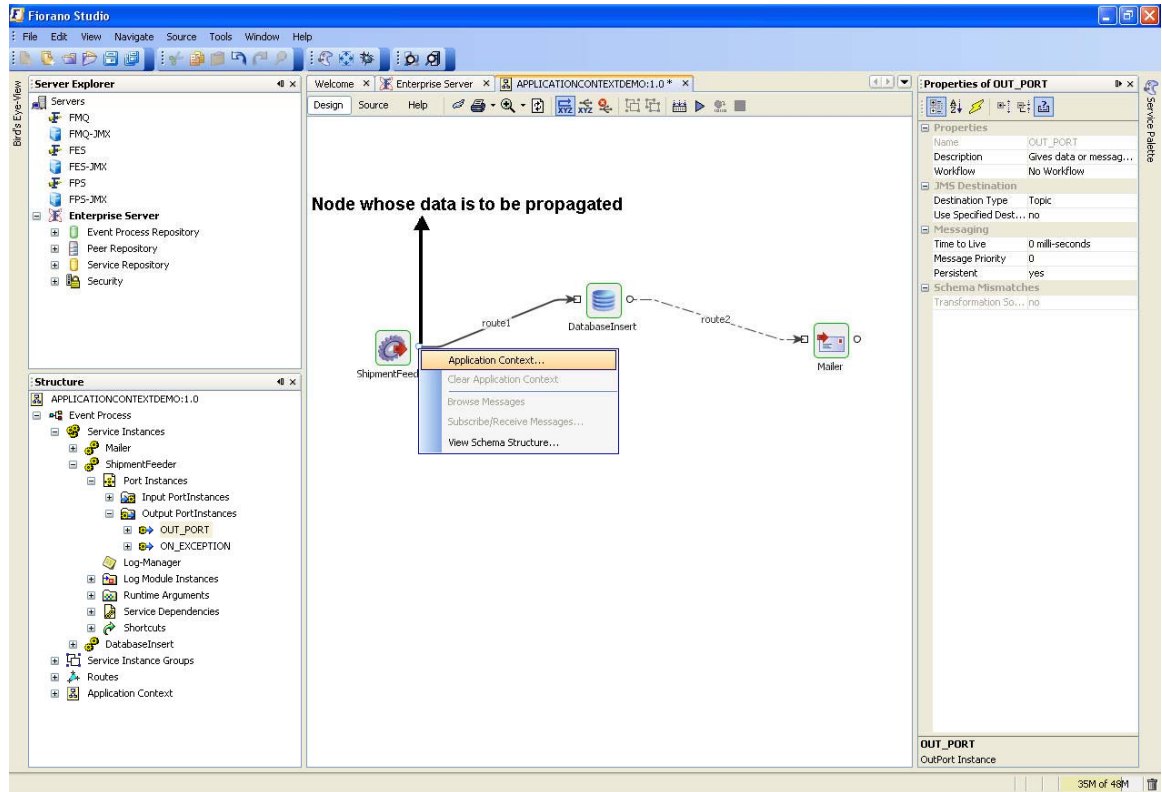 Fiorano Studio
File Edit View Navigate Source Tools Window Help
Bird's Eye-View
Server Explorer
Servers
FMQ
FMQ-JMX
FES
FES-JMX
FPS
FPS-JMX
Enterprise Server
Event Process Repository
Peer Repository
Service Repository
Security
Structure
APPLICATIONCONTEXTDEMO:1.0
Event Process
Service Instances
Mailer
ShipmentFeeder
Port Instances
Input PortInstances
Output PortInstances
OUT_PORT
ON_EXCEPTION
Log-Manager
Log Module Instances
Runtime Arguments
Service Dependencies
Shortcuts
DatabaseInsert
Service Instance Groups
Routes
Application Context
Welcome Enterprise Server APPLICATIONCONTEXTDEMO:1.0 *
Design Source Help
Node whose data is to be propagated
route1
DatabaseInsert
route2
Mailer
ShipmentFeed
Application Context...
Clear Application Context
Browse Messages
Subscribe/Receive Messages...
View Schema Structure...
Properties of OUT_PORT
Properties
Name OUT_PORT
Description Gives data or messag...
Workflow No Workflow
JMS Destination
Destination Type Topic
Use Specified Dest... no
Messaging
Time to Live 0 milli-seconds
Message Priority 0
Persistent yes
Schema Mismatches
Transformation So... no
OUT_PORT
OutPort Instance
Service Palette
35M of 48M